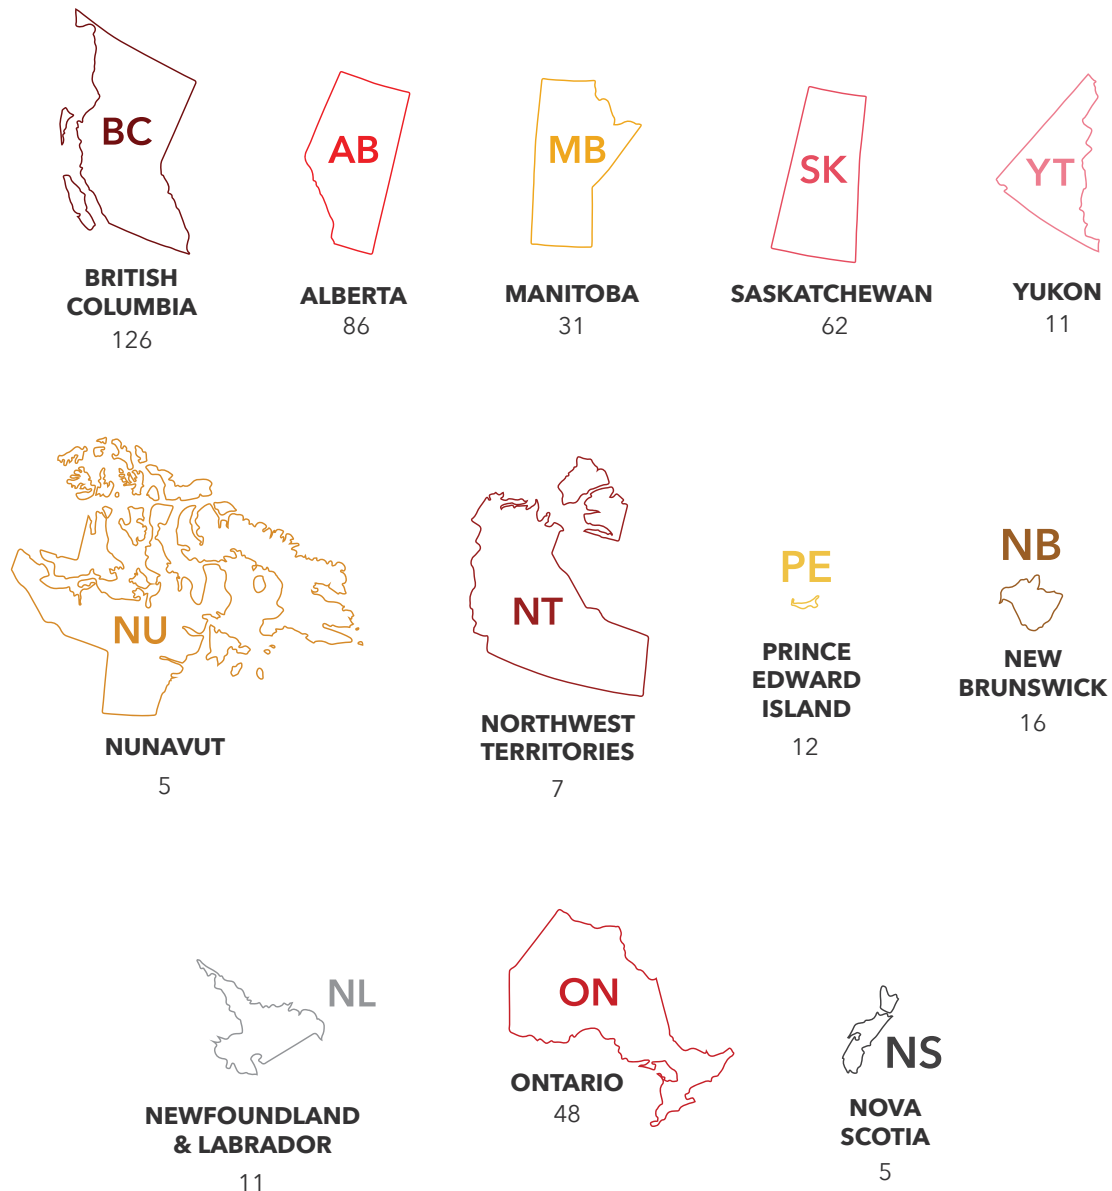 BC
BRITISH
COLUMBIA
126
AB
ALBERTA
86
MB
MANITOBA
31
SK
SASKATCHEWAN
62
YT
YUKON
11
NU
NUNAVUT
5
NT
NORTHWEST
TERRITORIES
7
PE
PRINCE
EDWARD
ISLAND
12
NB
NEW
BRUNSWICK
16
NL
NEWFOUNDLAND
& LABRADOR
11
ON
ONTARIO
48
NS
NOVA
SCOTIA
5